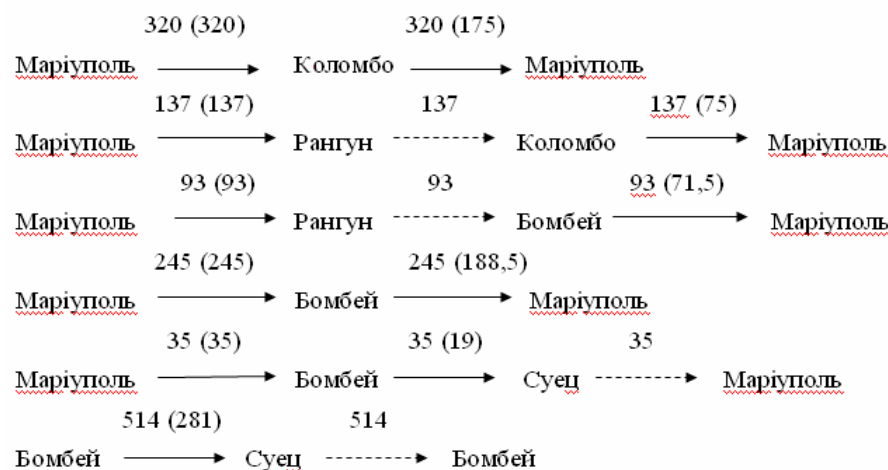 320 (320) 320 (175)
Маріуполь Коломбо Маріуполь
137 (137) 137 137 (75)
Маріуполь Рангун Коломбо Маріуполь
93 (93) 93 93 (71,5)
Маріуполь Рангун Бомбей Маріуполь
245 (245) 245 (188,5)
Маріуполь Бомбей Маріуполь
35 (35) 35 (19) 35
Маріуполь Бомбей Суец Маріуполь
514 (281) 514
Бомбей Суец Бомбей